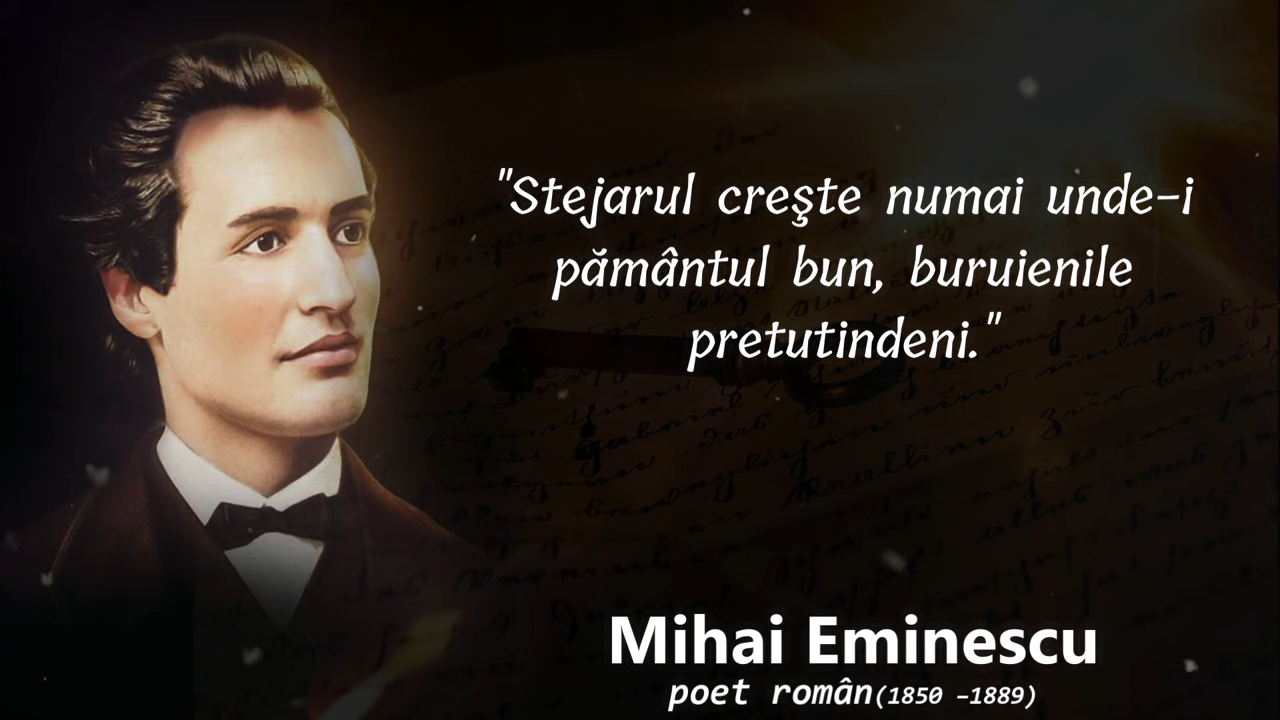 "Stejarul creşte numai unde-i
pământul bun, buruienile
pretutindeni."
Mihai Eminescu
poet român(1850 –1889)